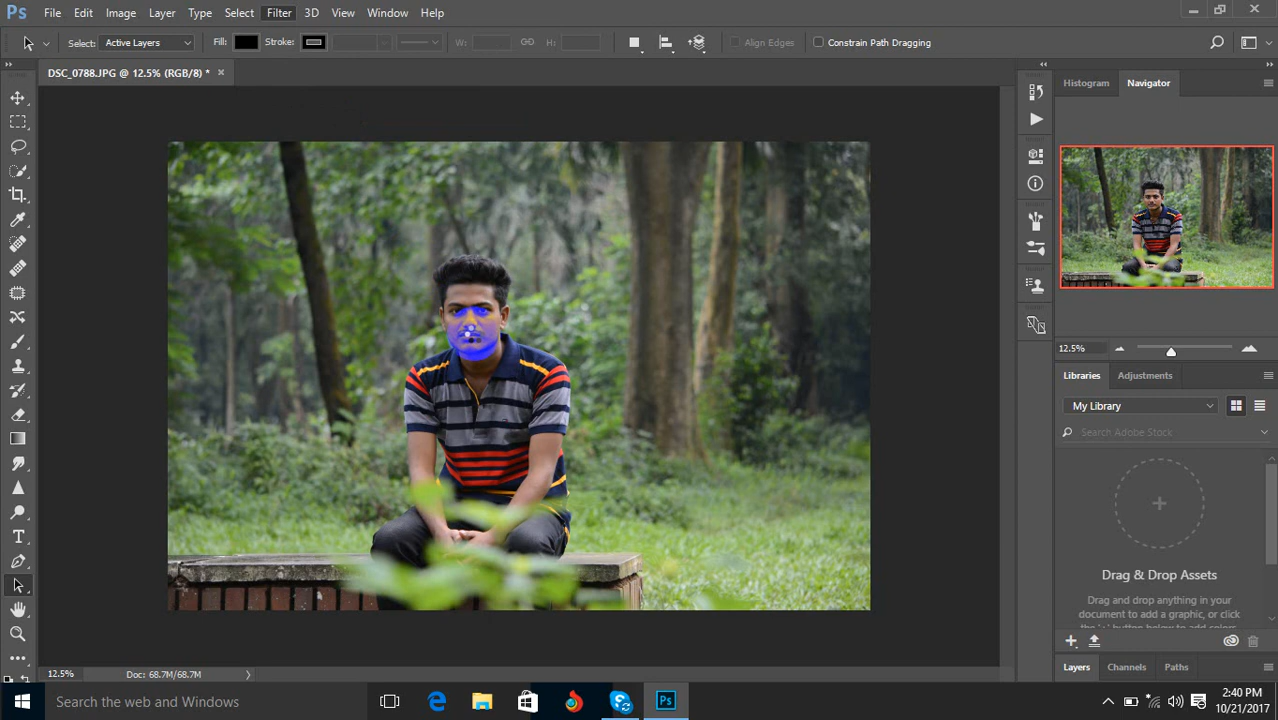 Ps File Edit Image Layer Type Select Filter 3D View Window Help
Select: Active Layers Fill: Stroke: W: H: Align Edges Constrain Path Dragging
DSC_0788.JPG @ 12.5% (RGB/8) * ×
Histogram Navigator
12.5%
Libraries Adjustments
My Library
Search Adobe Stock
Drag & Drop Assets
Drag and drop anything in your
document to add a graphic, or click
Layers Channels Paths
12.5% Doc: 68.7M/68.7M
Search the web and Windows
Ps
2:40 PM
10/21/2017